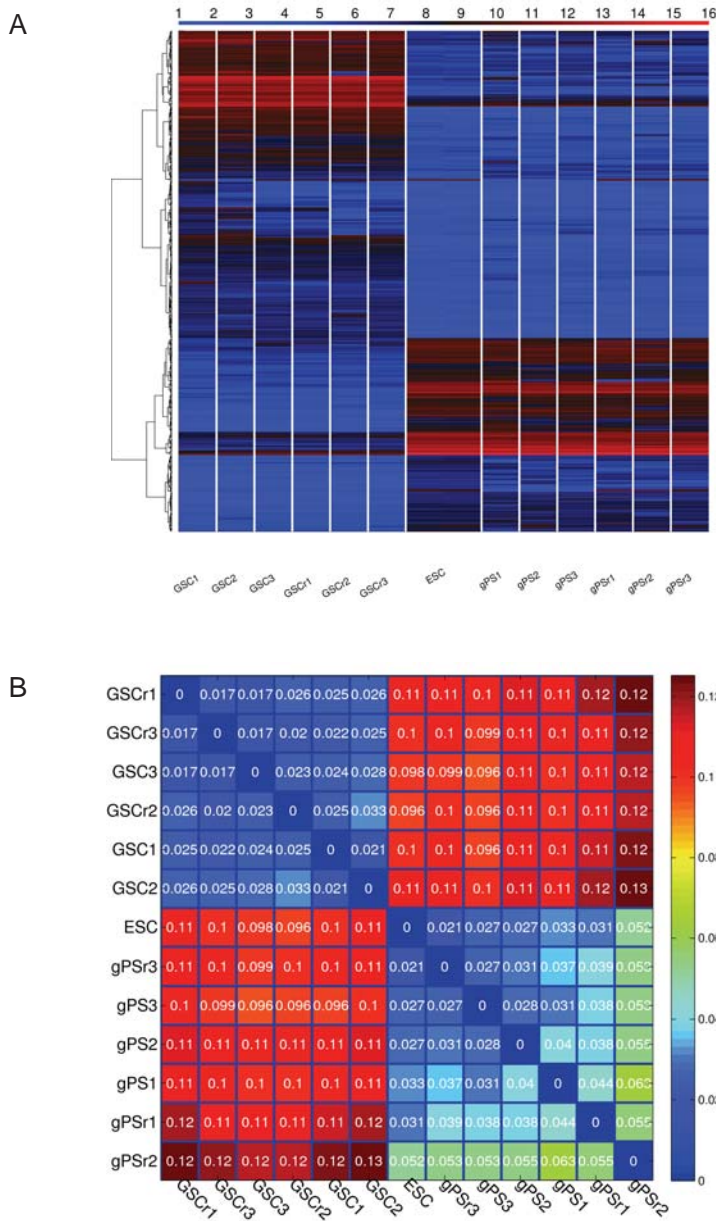 A
1 2 3 4 5 6 7 8 9 10 11 12 13 14 15 16
GSC1 GSC2 GSC3 GSCr1 GSCr2 GSCr3 ESC gPS1 gPS2 gPS3 gPSr1 gPSr2 gPSr3
B
GSCr1 0 0.017 0.017 0.026 0.025 0.026 0.11 0.11 0.1 0.11 0.11 0.12 0.12
GSCr3 0.017 0 0.017 0.02 0.022 0.025 0.1 0.1 0.099 0.11 0.1 0.11 0.12
GSC3 0.017 0.017 0 0.023 0.024 0.028 0.098 0.099 0.096 0.11 0.1 0.11 0.12
GSCr2 0.026 0.02 0.023 0 0.025 0.033 0.096 0.1 0.096 0.11 0.1 0.11 0.12
GSC1 0.025 0.022 0.024 0.025 0 0.021 0.1 0.1 0.096 0.11 0.1 0.11 0.12
GSC2 0.026 0.025 0.028 0.033 0.021 0 0.11 0.11 0.1 0.11 0.11 0.12 0.13
ESC 0.11 0.1 0.098 0.096 0.1 0.11 0 0.021 0.027 0.027 0.033 0.031 0.052
gPSr3 0.11 0.1 0.099 0.1 0.1 0.11 0.021 0 0.027 0.031 0.037 0.039 0.053
gPS3 0.1 0.099 0.096 0.096 0.096 0.1 0.027 0.027 0 0.028 0.031 0.038 0.053
gPS2 0.11 0.11 0.11 0.11 0.11 0.11 0.027 0.031 0.028 0 0.04 0.038 0.055
gPS1 0.11 0.1 0.1 0.1 0.1 0.11 0.033 0.037 0.031 0.04 0 0.044 0.063
gPSr1 0.12 0.11 0.11 0.11 0.11 0.12 0.031 0.039 0.038 0.038 0.044 0 0.055
gPSr2 0.12 0.12 0.12 0.12 0.12 0.13 0.052 0.053 0.053 0.055 0.063 0.055 0
GSCr1 GSCr3 GSC3 GSCr2 GSC1 GSC2 ESC gPSr3 gPS3 gPS2 gPS1 gPSr1 gPSr2
0.1
0